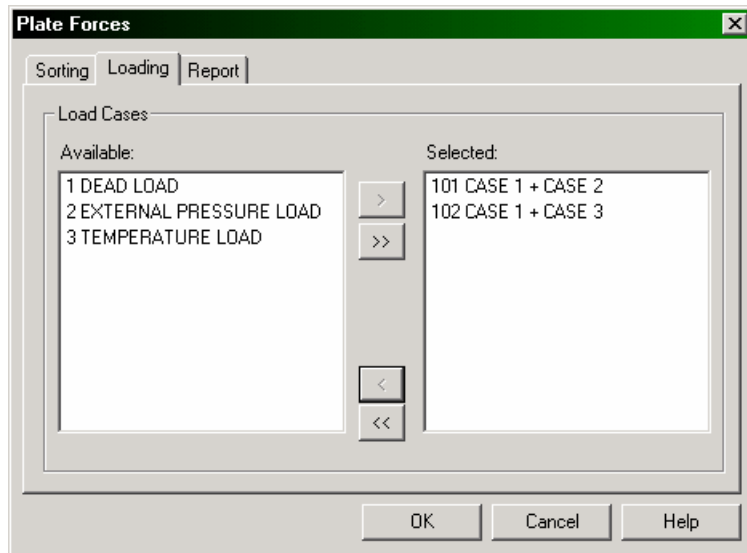 Plate Forces
Sorting
Loading
Report
Load Cases
Available:
1 DEAD LOAD
2 EXTERNAL PRESSURE LOAD
3 TEMPERATURE LOAD
>
>>
<
<<
Selected:
101 CASE 1 + CASE 2
102 CASE 1 + CASE 3
OK
Cancel
Help